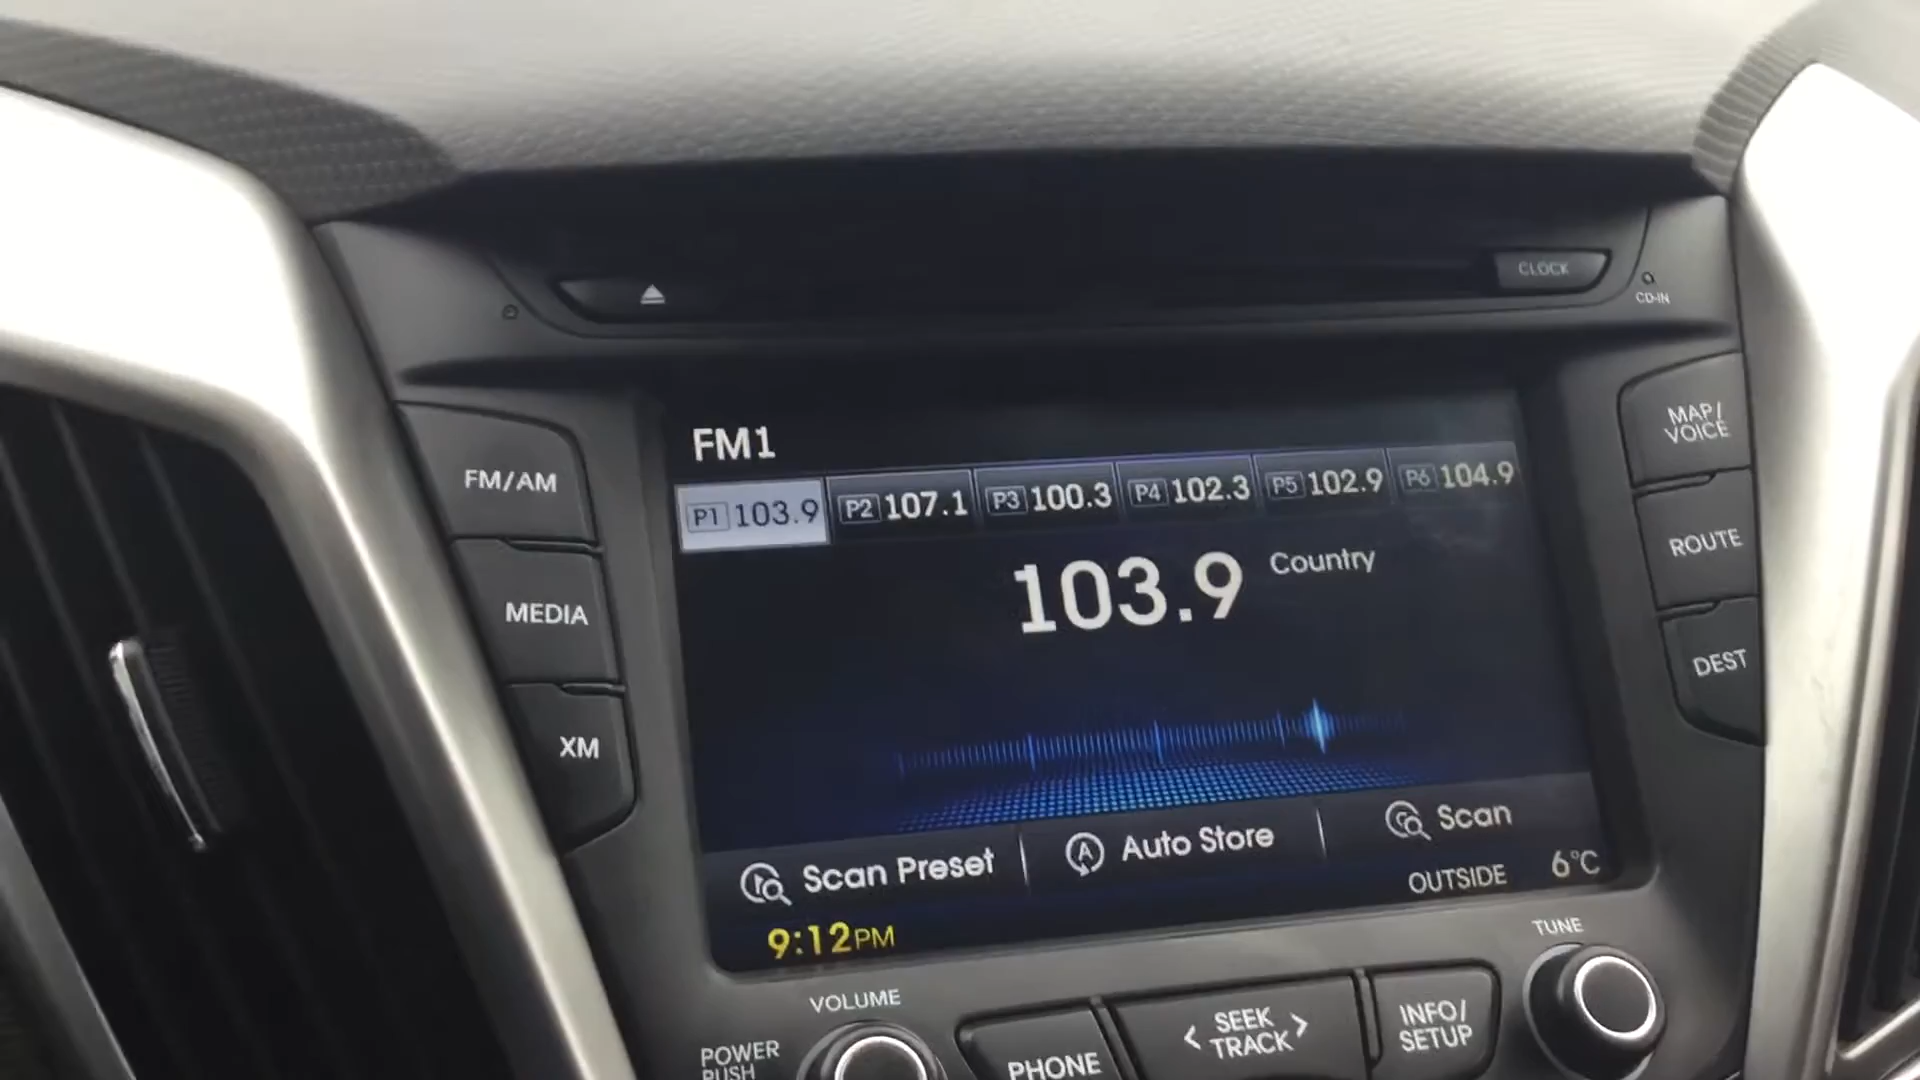 CLOCK
CD-IN
FM/AM
MEDIA
XM
MAP/
VOICE
ROUTE
DEST
FM1
P1 103.9 P2 107.1 P3 100.3 P4 102.3 P5 102.9 P6 104.9
103.9 Country
Scan Preset Auto Store Scan
9:12PM OUTSIDE 6°C
TUNE
VOLUME
POWER
PUSH
PHONE
< SEEK >
TRACK
INFO/
SETUP